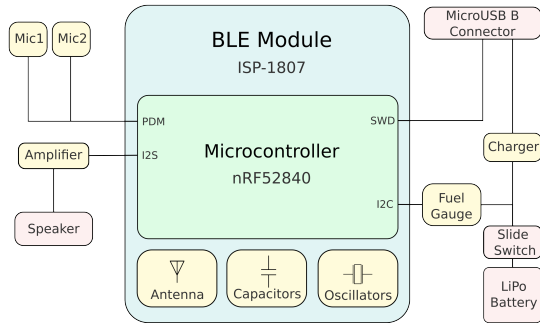 Mic1
Mic2
BLE Module
ISP-1807
MicroUSB B
Connector
PDM
SWD
Amplifier
I2S
Microcontroller
nRF52840
Charger
I2C
Fuel
Gauge
Speaker
Slide
Switch
Antenna
Capacitors
Oscillators
LiPo
Battery